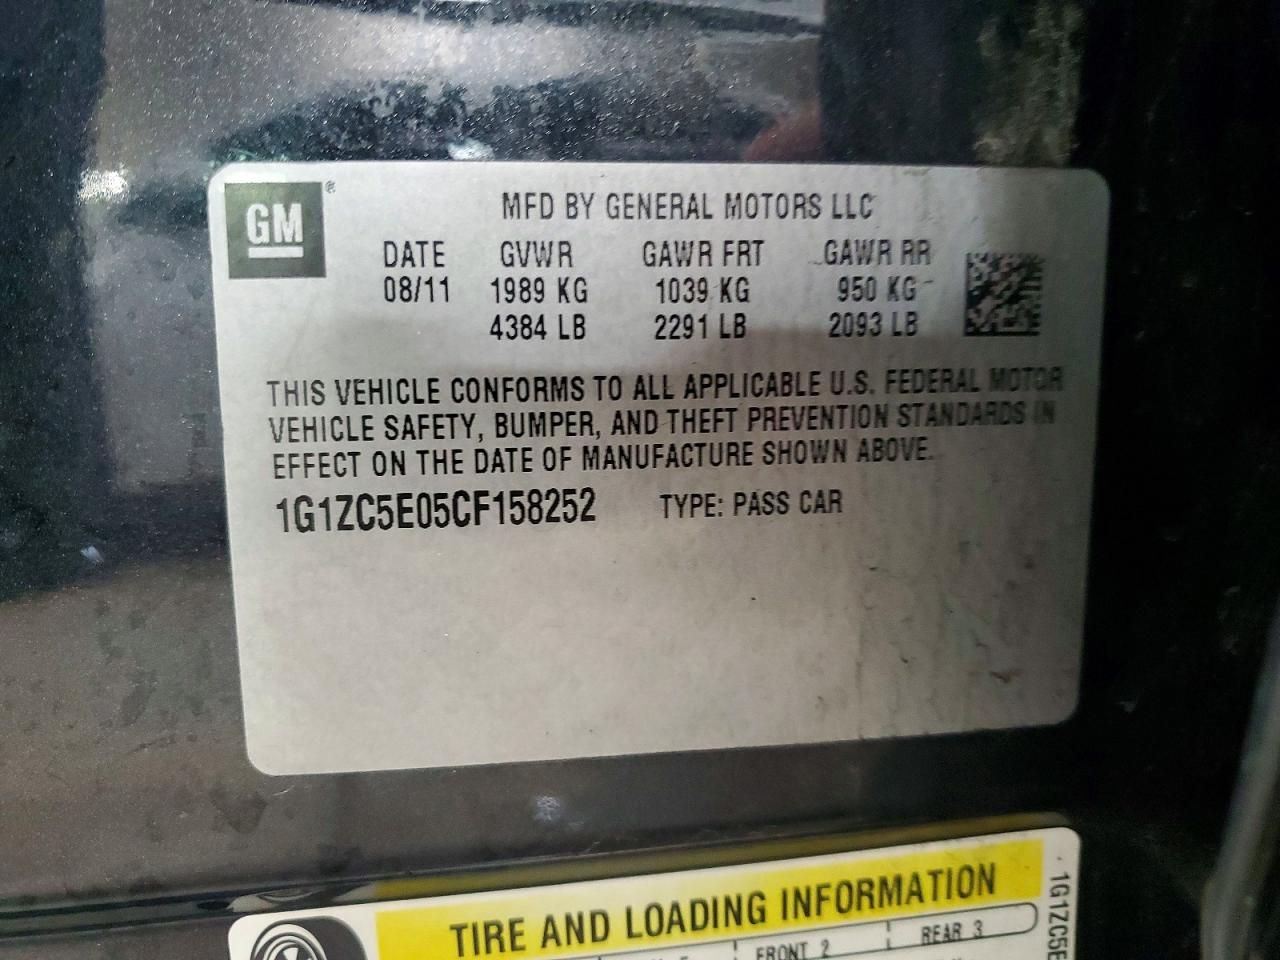 GM ®
MFD BY GENERAL MOTORS LLC
DATE GVWR GAWR FRT GAWR RR
08/11 1989 KG 1039 KG 950 KG
4384 LB 2291 LB 2093 LB
THIS VEHICLE CONFORMS TO ALL APPLICABLE U.S. FEDERAL MOTOR
VEHICLE SAFETY, BUMPER, AND THEFT PREVENTION STANDARDS IN
EFFECT ON THE DATE OF MANUFACTURE SHOWN ABOVE.
1G1ZC5E05CF158252 TYPE: PASS CAR
TIRE AND LOADING INFORMATION
FRONT 2 REAR 3
1G1ZC5E